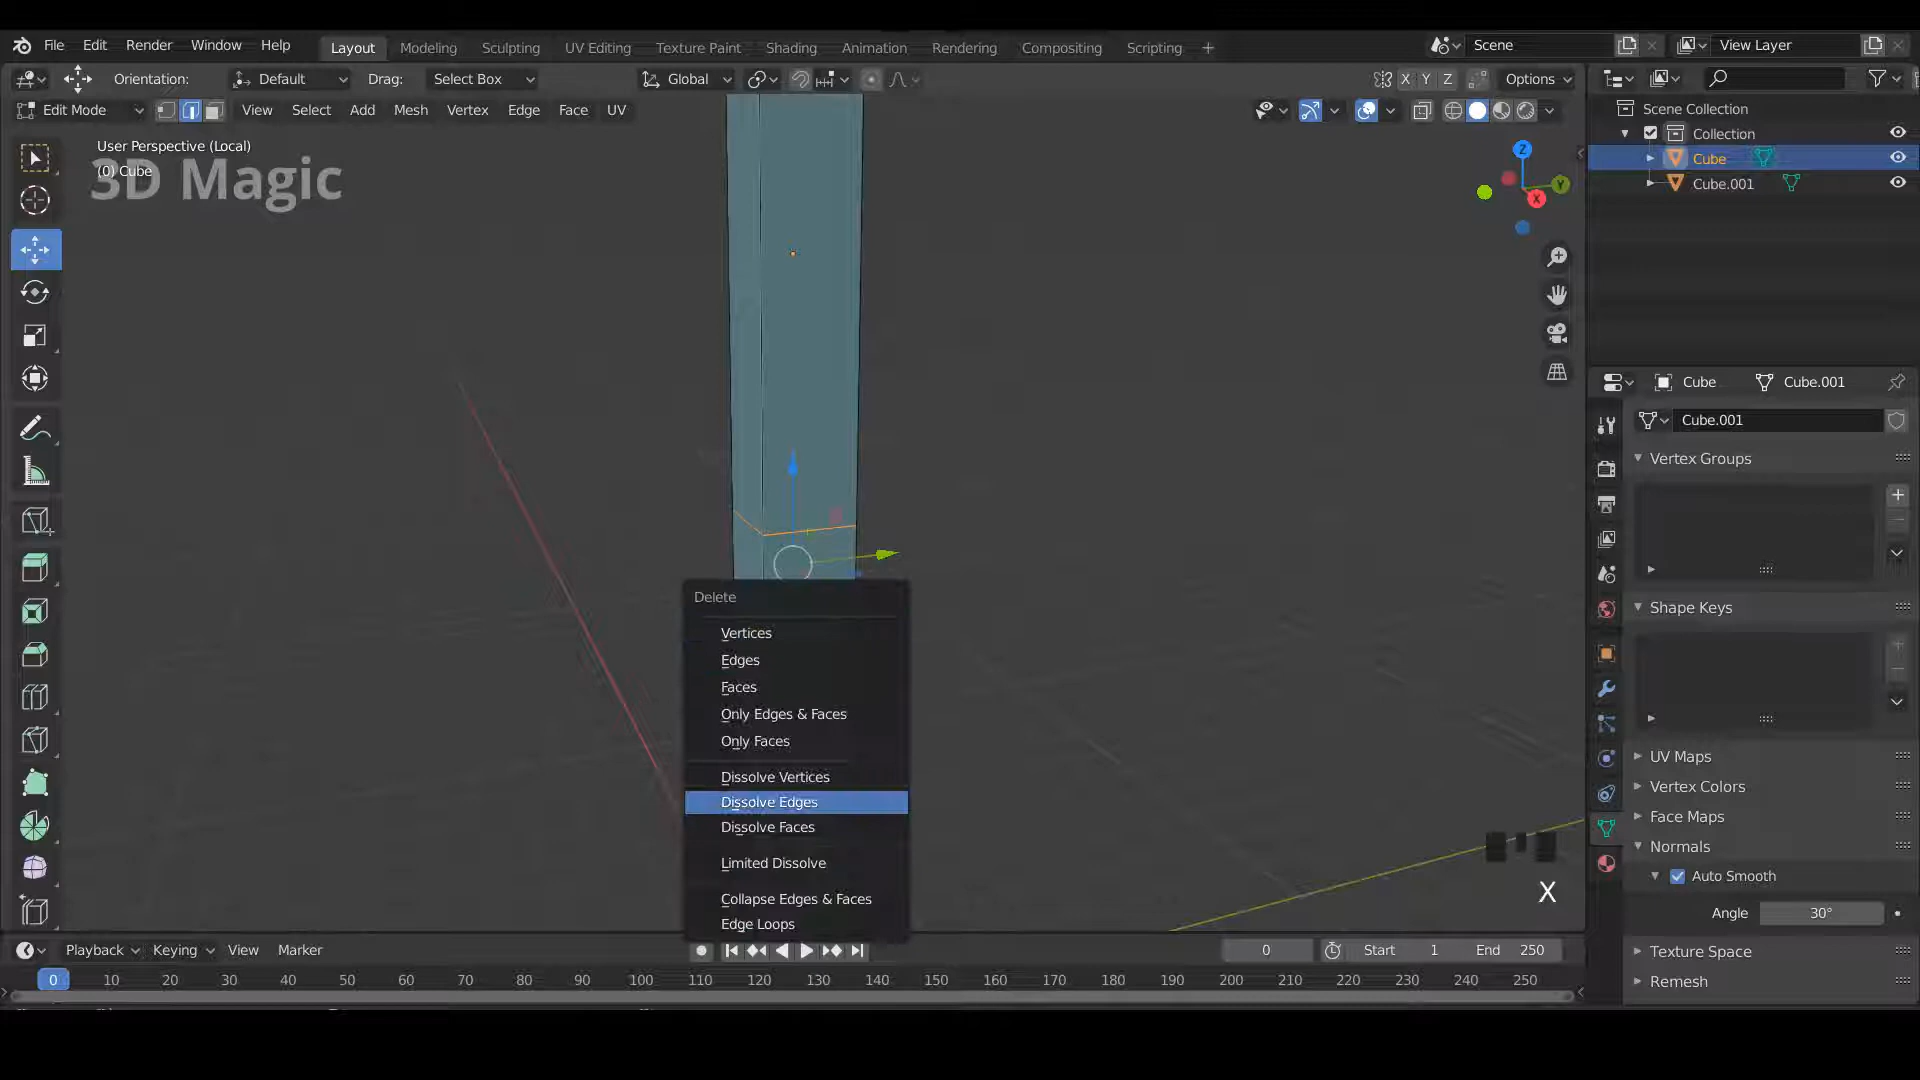 File Edit Render Window Help Layout Modeling Sculpting UV Editing Texture Paint Shading Animation Rendering Compositing Scripting + Scene View Layer
Orientation: Default Drag: Select Box Global X Y Z Options
Edit Mode View Select Add Mesh Vertex Edge Face UV
Scene Collection
Collection
Cube
Cube.001
User Perspective (Local)
(0) Cube
3D Magic
Z
Y
X
Cube Cube.001
Cube.001
Vertex Groups
Shape Keys
UV Maps
Vertex Colors
Face Maps
Normals
Auto Smooth
Angle 30°
Texture Space
Remesh
Delete
Vertices
Edges
Faces
Only Edges & Faces
Only Faces
Dissolve Vertices
Dissolve Edges
Dissolve Faces
Limited Dissolve
Collapse Edges & Faces
Edge Loops
X
Playback Keying View Marker 0 Start 1 End 250
0 10 20 30 40 50 60 70 80 90 100 110 120 130 140 150 160 170 180 190 200 210 220 230 240 250